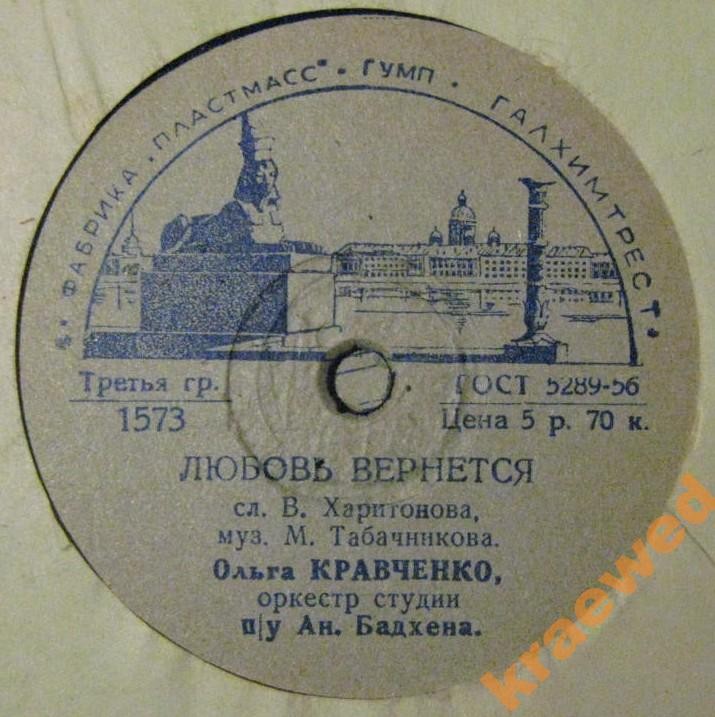 ФАБРИКА „ПЛАСТМАСС" • ГУМП • ГАЛХИМТРЕСТ
Третья гр.
1573
ГОСТ 5289-56
Цена 5 р. 70 к.
ЛЮБОВЬ ВЕРНЕТСЯ
сл. В. Харитонова,
муз. М. Табачникова.
Ольга КРАВЧЕНКО,
оркестр студии
п/у Ан. Бадхена.
kraewed